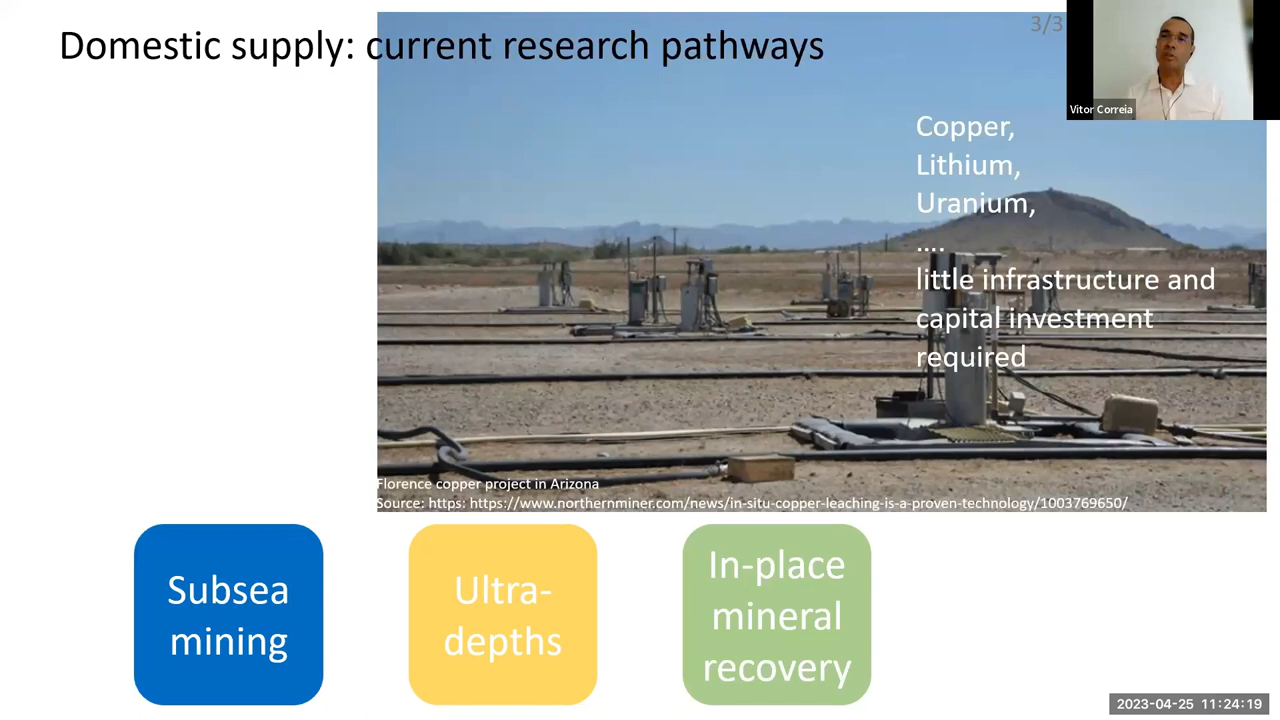 Domestic supply: current research pathways
3/3
Vitor Correia
Copper,
Lithium,
Uranium,
....
little infrastructure and
capital investment
required
Florence copper project in Arizona
Source: https: https://www.northernminer.com/news/in-situ-copper-leaching-is-a-proven-technology/1003769650/
Subsea
mining
Ultra-
depths
In-place
mineral
recovery
2023-04-25 11:24:19